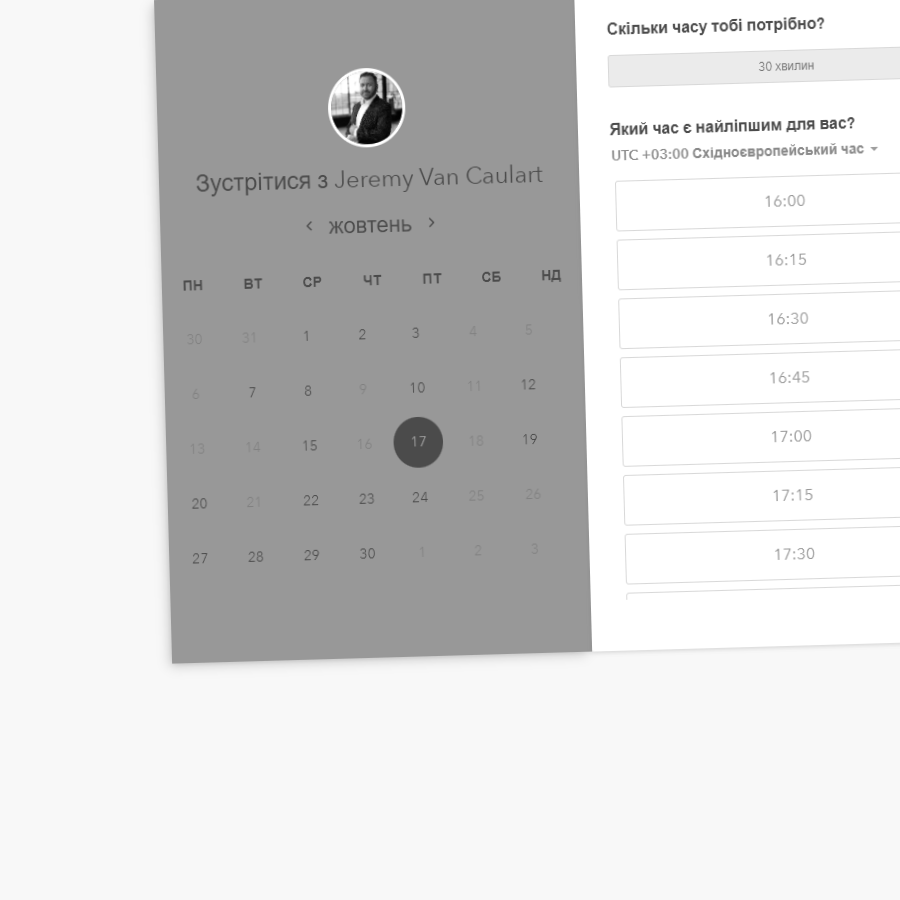 Зустрітися з Jeremy Van Caulart
‹ жовтень ›
ПН ВТ СР ЧТ ПТ СБ НД
30 31 1 2 3 4 5
6 7 8 9 10 11 12
13 14 15 16 17 18 19
20 21 22 23 24 25 26
27 28 29 30 1 2 3
Скільки часу тобі потрібно?
30 хвилин
Який час є найліпшим для вас?
UTC +03:00 Східноєвропейський час
16:00
16:15
16:30
16:45
17:00
17:15
17:30